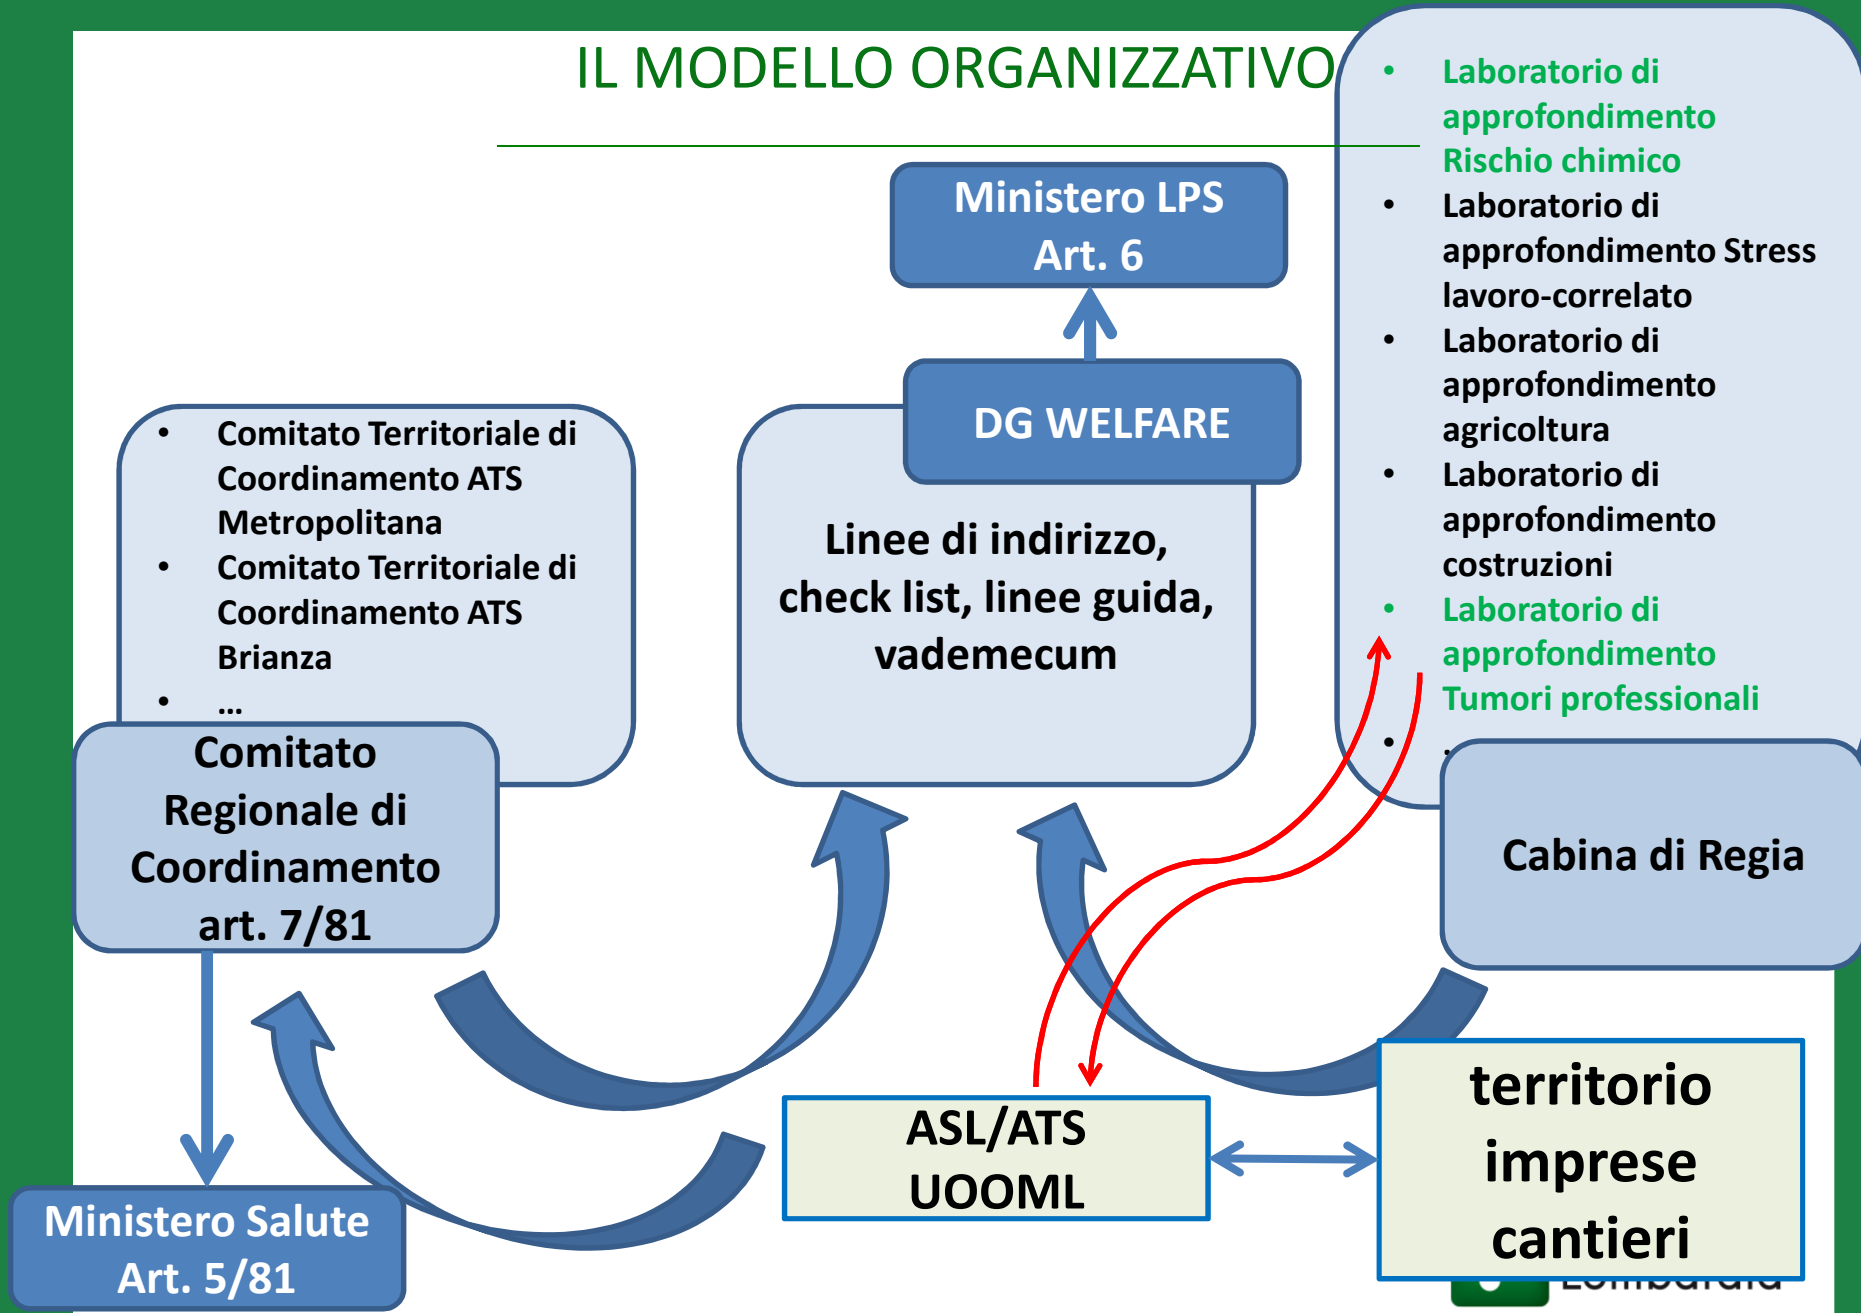 IL MODELLO ORGANIZZATIVO
• Laboratorio di
approfondimento
Rischio chimico
• Laboratorio di
approfondimento Stress
lavoro-correlato
• Laboratorio di
approfondimento
agricoltura
• Laboratorio di
approfondimento
costruzioni
• Laboratorio di
approfondimento
Tumori professionali
•
Cabina di Regia
Ministero LPS
Art. 6
DG WELFARE
Linee di indirizzo,
check list, linee guida,
vademecum
• Comitato Territoriale di
Coordinamento ATS
Metropolitana
• Comitato Territoriale di
Coordinamento ATS
Brianza
• …
Comitato
Regionale di
Coordinamento
art. 7/81
Ministero Salute
Art. 5/81
ASL/ATS
UOOML
territorio
imprese
cantieri